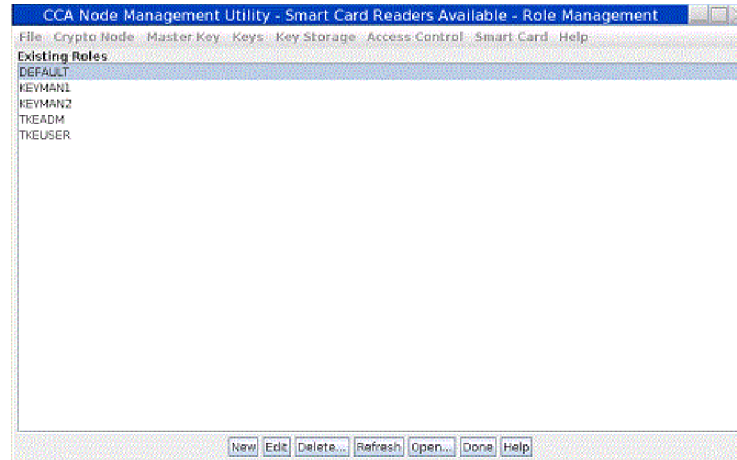 CCA Node Management Utility - Smart Card Readers Available - Role Management
File Crypto Node Master Key Keys Key Storage Access Control Smart Card Help
Existing Roles
DEFAULT
KEYMAN1
KEYMAN2
TKEADM
TKEUSER
New Edit Delete... Refresh Open... Done Help